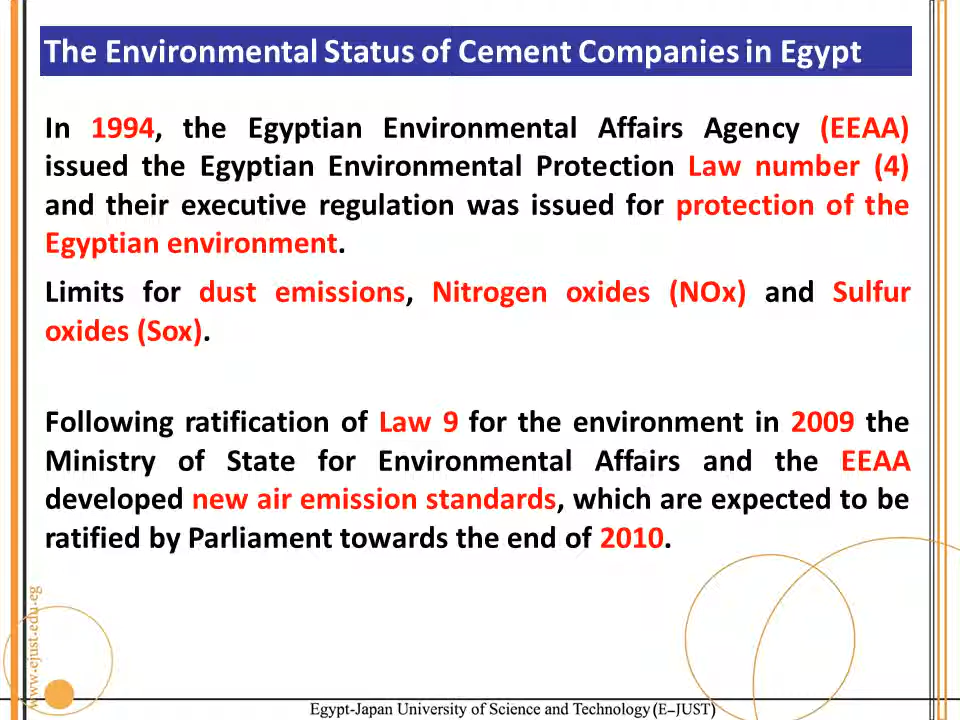 The Environmental Status of Cement Companies in Egypt
In 1994, the Egyptian Environmental Affairs Agency (EEAA)
issued the Egyptian Environmental Protection Law number (4)
and their executive regulation was issued for protection of the
Egyptian environment.
Limits for dust emissions, Nitrogen oxides (NOx) and Sulfur
oxides (Sox).
Following ratification of Law 9 for the environment in 2009 the
Ministry of State for Environmental Affairs and the EEAA
developed new air emission standards, which are expected to be
ratified by Parliament towards the end of 2010.
www.ejust.edu.eg
Egypt-Japan University of Science and Technology (E-JUST)